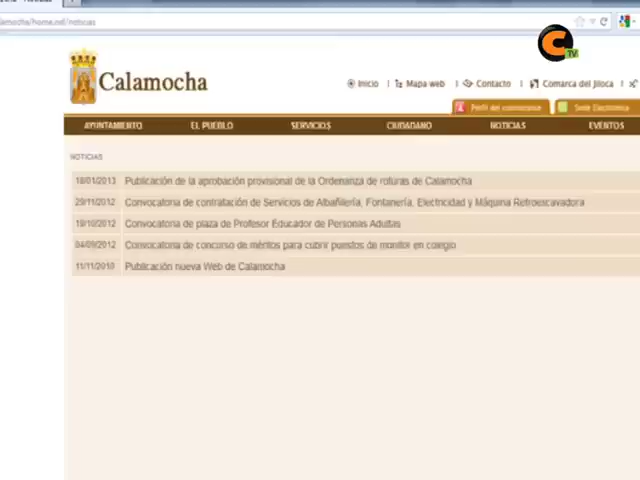 C TV
Calamocha
Inicio | Mapa web | Contacto | Comarca del Jiloca |
Perfil del contratante Sede Electrónica
AYUNTAMIENTO EL PUEBLO SERVICIOS CIUDADANO NOTICIAS EVENTOS
NOTICIAS
18/01/2013 Publicación de la aprobación provisional de la Ordenanza de roturas de Calamocha
29/11/2012 Convocatoria de contratación de Servicios de Albañilería, Fontanería, Electricidad y Máquina Retroexcavadora
19/10/2012 Convocatoria de plaza de Profesor Educador de Personas Adultas
04/09/2012 Convocatoria de concurso de méritos para cubrir puestos de monitor en colegio
11/11/2010 Publicación nueva Web de Calamocha